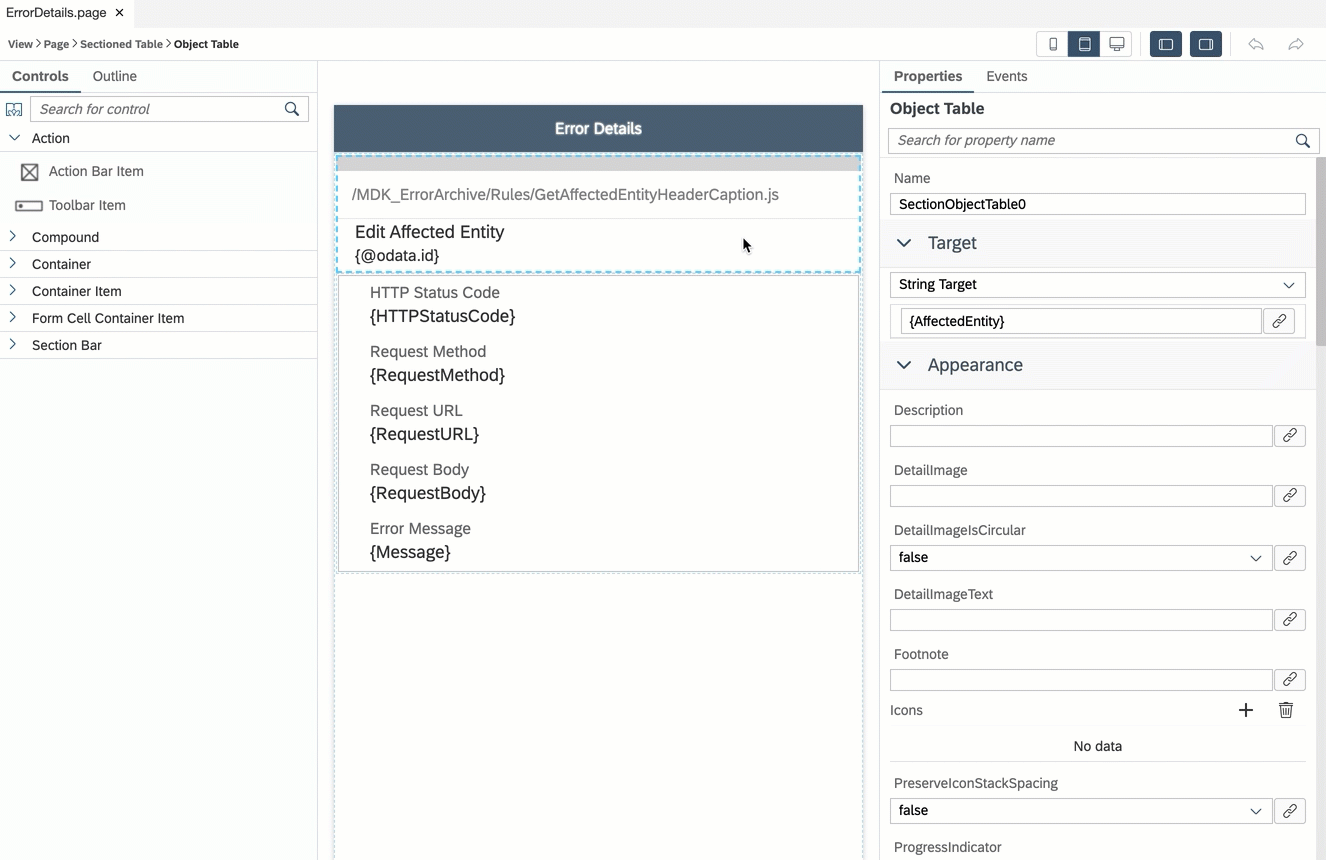 ErrorDetails.page ×
View > Page > Sectioned Table > Object Table
Controls
Outline
Search for control
Action
Action Bar Item
Toolbar Item
Compound
Container
Container Item
Form Cell Container Item
Section Bar
Error Details
/MDK_ErrorArchive/Rules/GetAffectedEntityHeaderCaption.js
Edit Affected Entity
{@odata.id}
HTTP Status Code
{HTTPStatusCode}
Request Method
{RequestMethod}
Request URL
{RequestURL}
Request Body
{RequestBody}
Error Message
{Message}
Properties
Events
Object Table
Search for property name
Name
SectionObjectTable0
Target
String Target
{AffectedEntity}
Appearance
Description
DetailImage
DetailImageIsCircular
false
DetailImageText
Footnote
Icons
No data
PreserveIconStackSpacing
false
ProgressIndicator